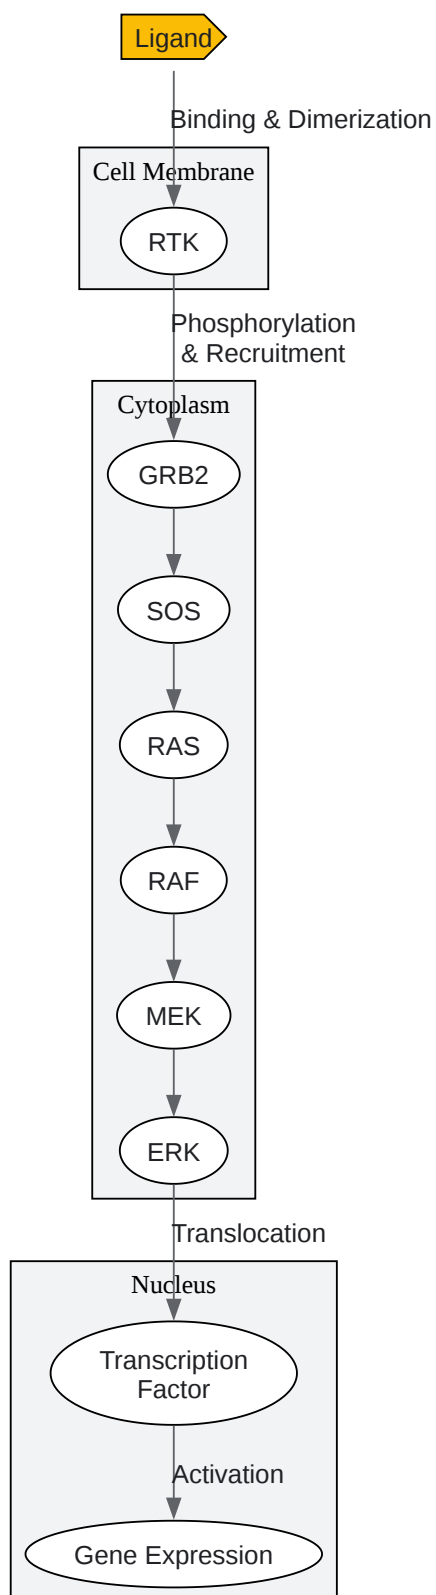 Ligand
Binding & Dimerization
Cell Membrane
RTK
Phosphorylation
& Recruitment
Cytoplasm
GRB2
SOS
RAS
RAF
MEK
ERK
Translocation
Nucleus
Transcription
Factor
Activation
Gene Expression